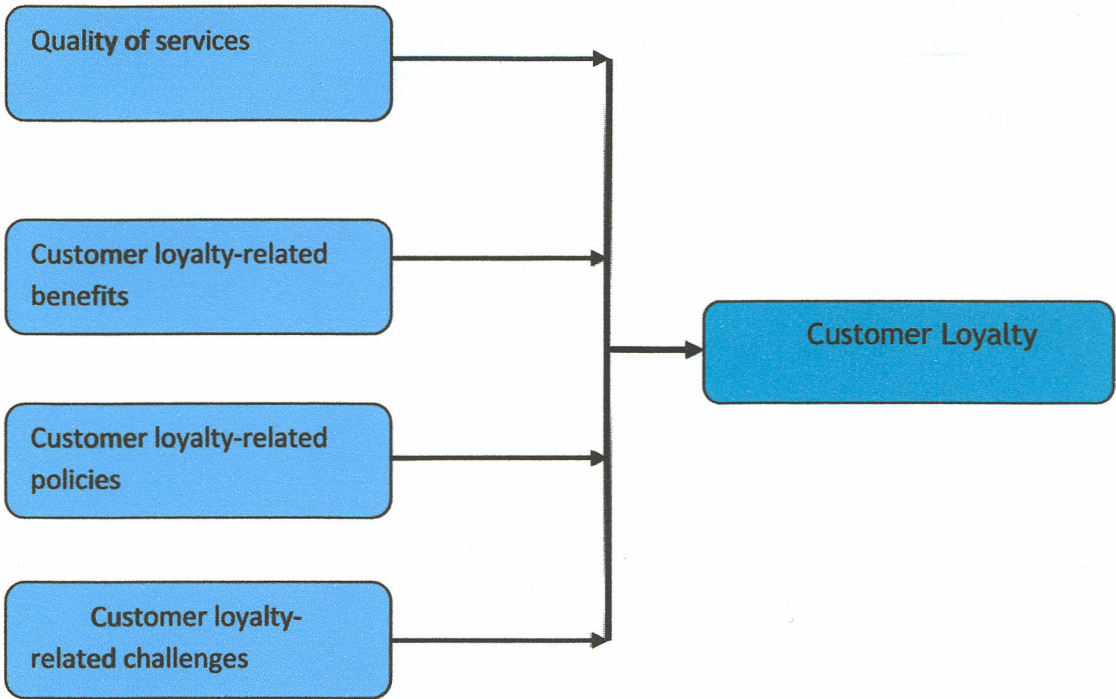 Quality of services
Customer loyalty-related
benefits
Customer Loyalty
Customer loyalty-related
policies
Customer loyalty-
related challenges